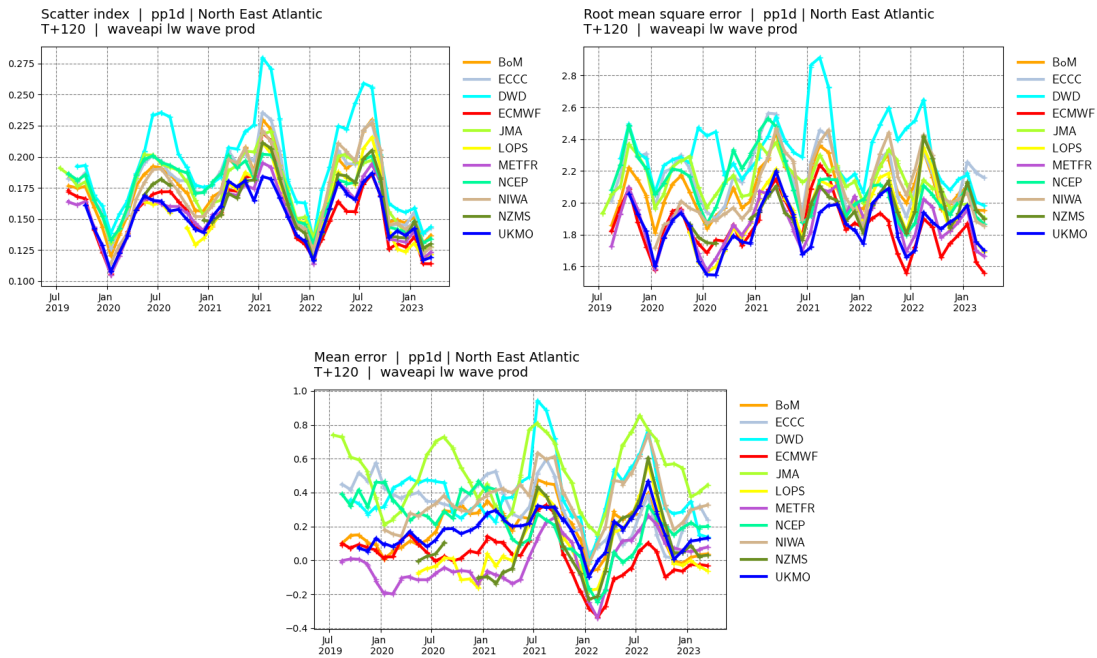 Scatter index | pp1d | North East Atlantic
T+120 | waveapi lw wave prod
0.275
0.250
0.225
0.200
0.175
0.150
0.125
0.100
Jul 2019
Jan 2020
Jul 2020
Jan 2021
Jul 2021
Jan 2022
Jul 2022
Jan 2023
BoM
ECCC
DWD
ECMWF
JMA
LOPS
METFR
NCEP
NIWA
NZMS
UKMO
Root mean square error | pp1d | North East Atlantic
T+120 | waveapi lw wave prod
2.8
2.6
2.4
2.2
2.0
1.8
1.6
Jul 2019
Jan 2020
Jul 2020
Jan 2021
Jul 2021
Jan 2022
Jul 2022
Jan 2023
BoM
ECCC
DWD
ECMWF
JMA
LOPS
METFR
NCEP
NIWA
NZMS
UKMO
Mean error | pp1d | North East Atlantic
T+120 | waveapi lw wave prod
1.0
0.8
0.6
0.4
0.2
0.0
−0.2
−0.4
Jul 2019
Jan 2020
Jul 2020
Jan 2021
Jul 2021
Jan 2022
Jul 2022
Jan 2023
BoM
ECCC
DWD
ECMWF
JMA
LOPS
METFR
NCEP
NIWA
NZMS
UKMO